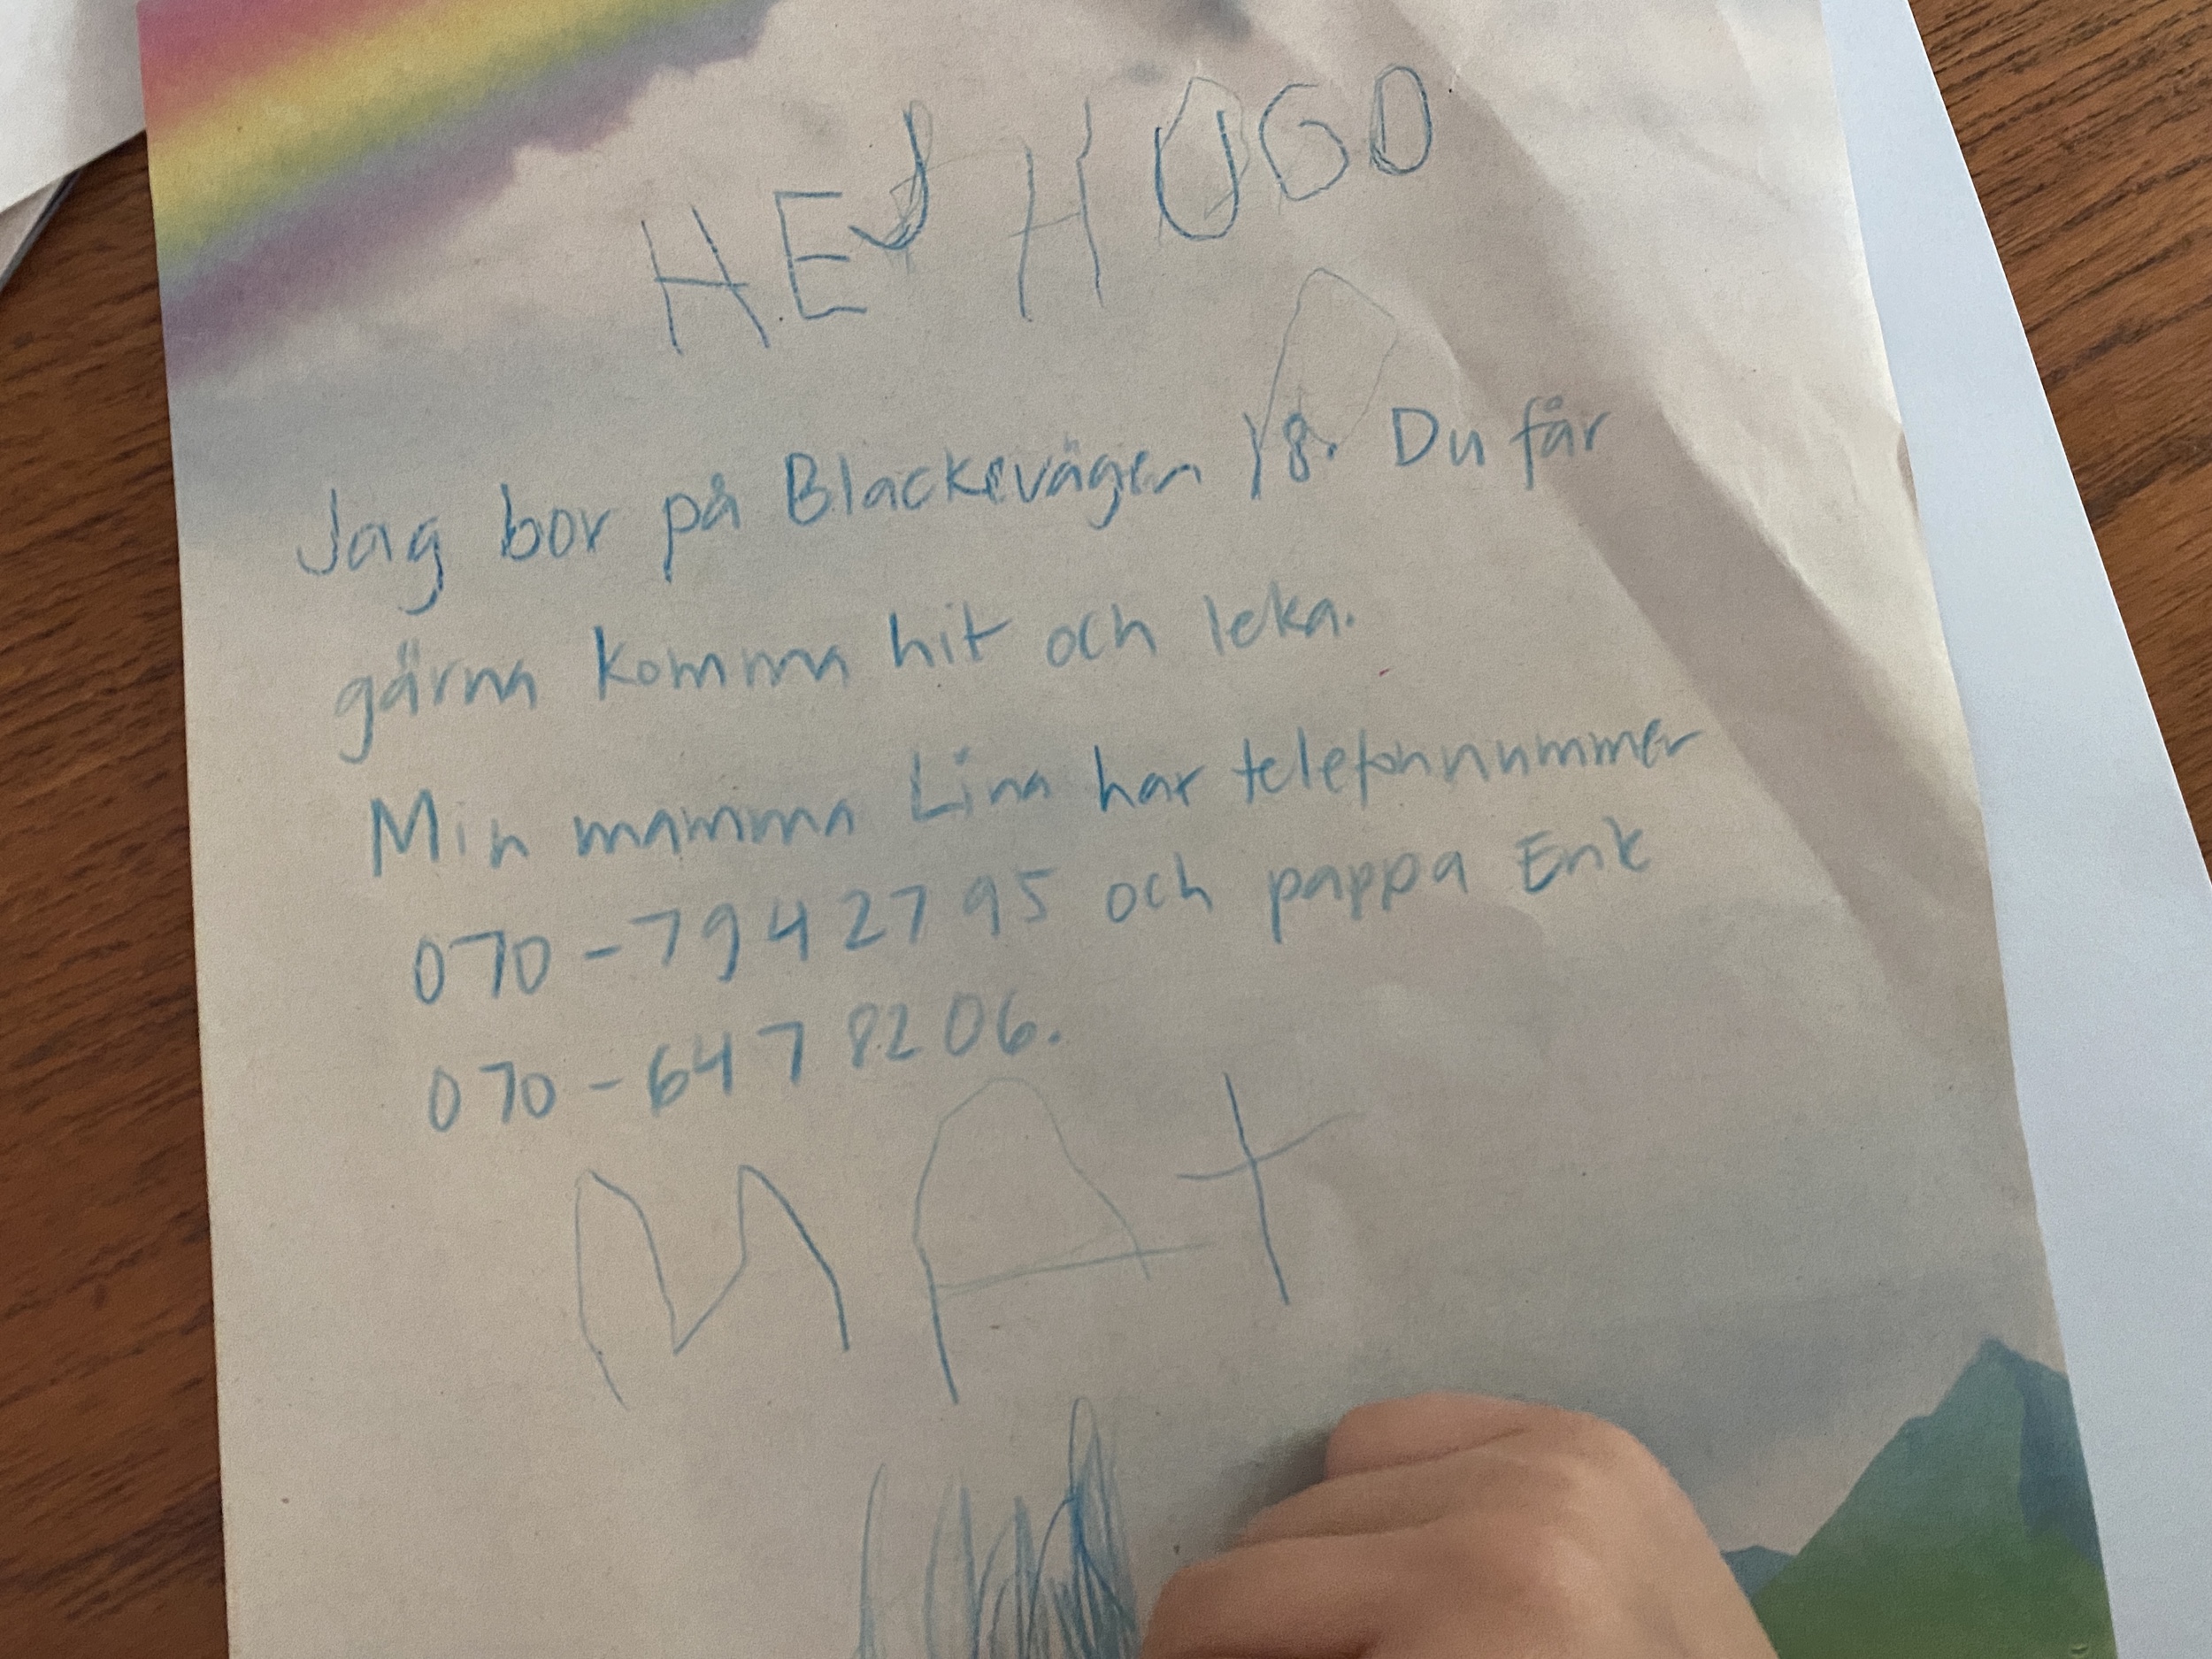 HEJ HUGO
Jag bor på Blackevägen 18. Du får
gärna komma hit och leka.
Min mamma Lina har telefonnummer
070-7942795 och pappa Erik
070-6478206.
MAX